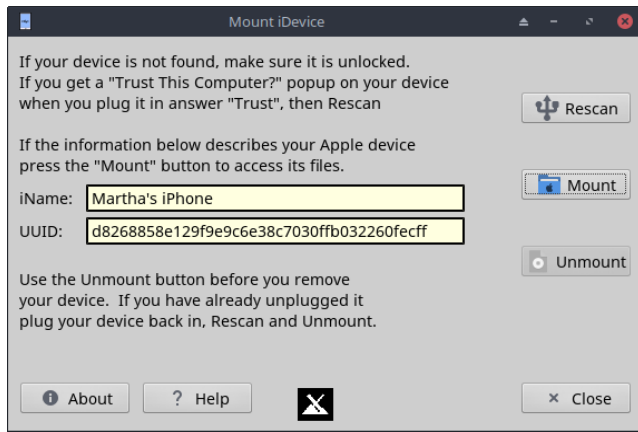 Mount iDevice
If your device is not found, make sure it is unlocked.
If you get a "Trust This Computer?" popup on your device
when you plug it in answer "Trust", then Rescan
Rescan
If the information below describes your Apple device
press the "Mount" button to access its files.
Mount
iName: Martha's iPhone
UUID: d8268858e129f9e9c6e38c7030ffb032260fecff
Unmount
Use the Unmount button before you remove
your device. If you have already unplugged it
plug your device back in, Rescan and Unmount.
About
? Help
Close